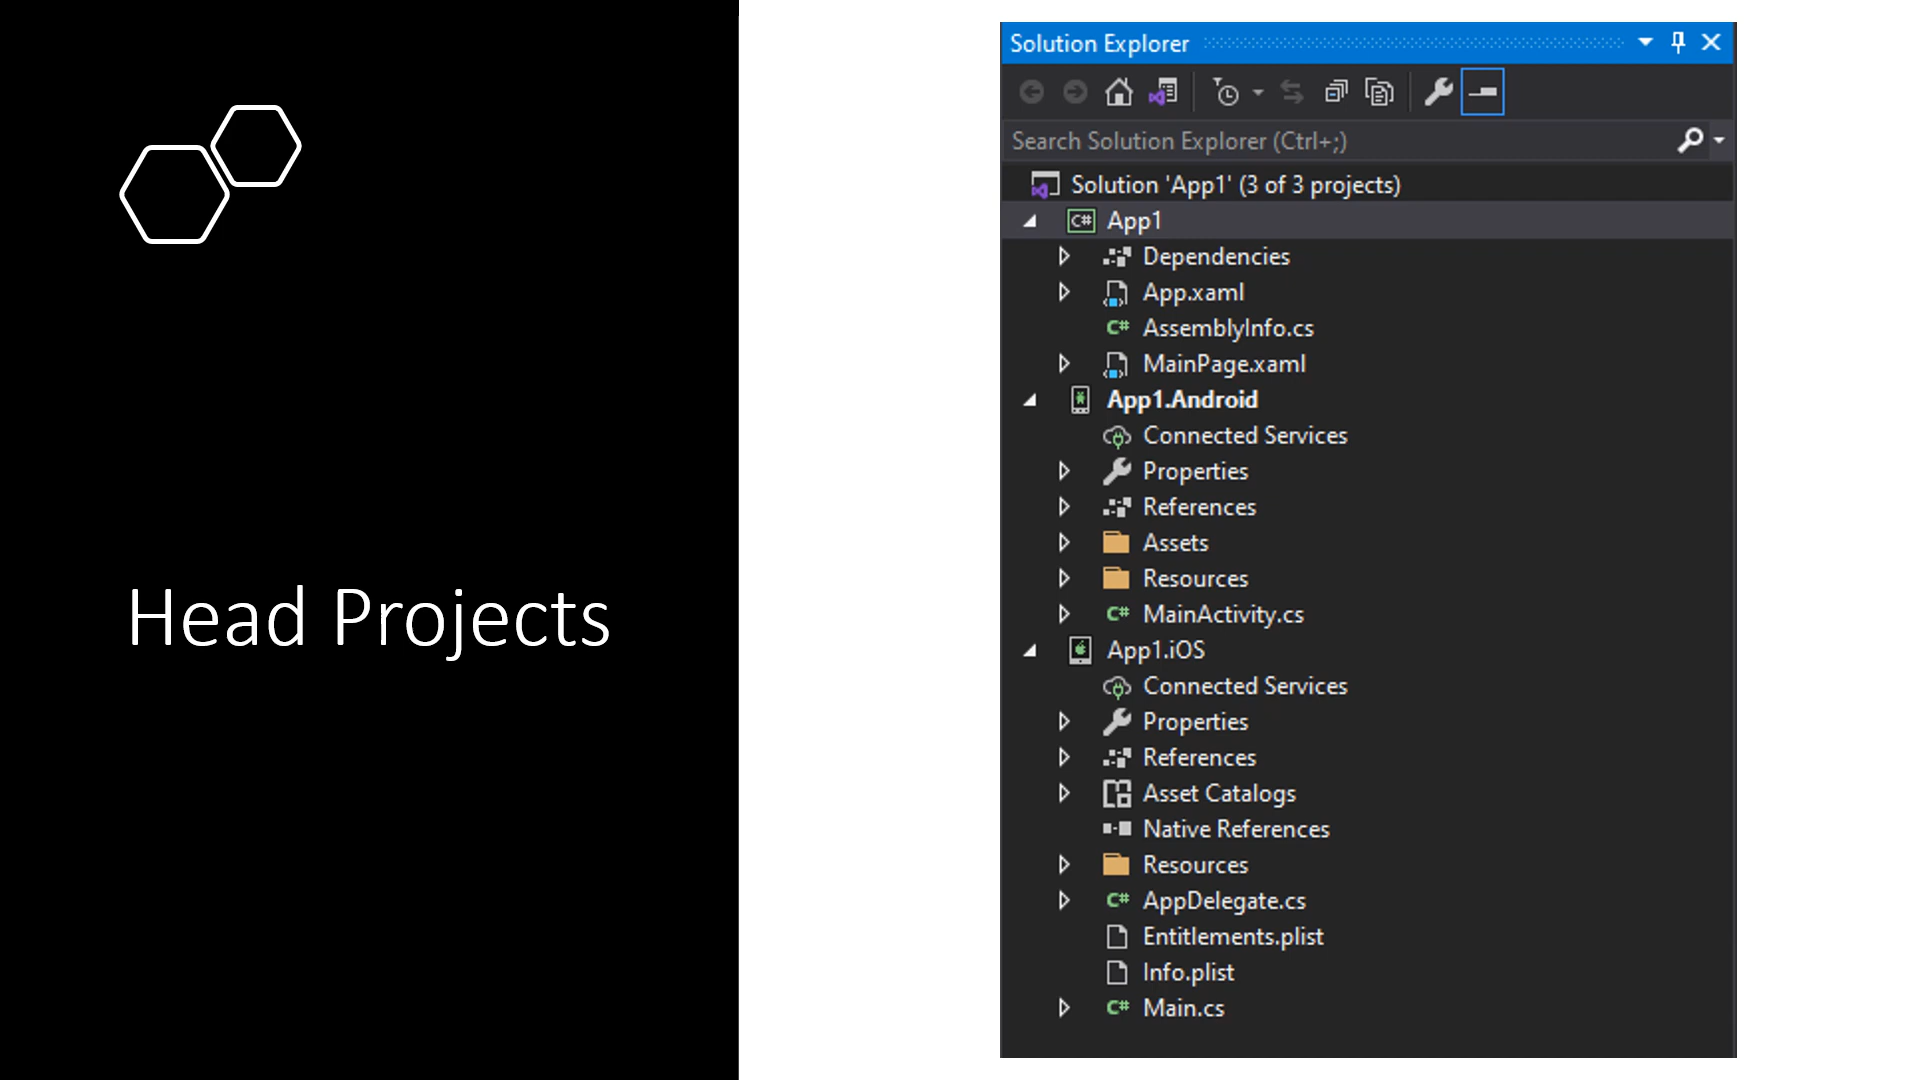 Head Projects
Solution Explorer
Search Solution Explorer (Ctrl+;)
Solution 'App1' (3 of 3 projects)
C# App1
Dependencies
App.xaml
C# AssemblyInfo.cs
MainPage.xaml
App1.Android
Connected Services
Properties
References
Assets
Resources
C# MainActivity.cs
App1.iOS
Connected Services
Properties
References
Asset Catalogs
Native References
Resources
C# AppDelegate.cs
Entitlements.plist
Info.plist
C# Main.cs